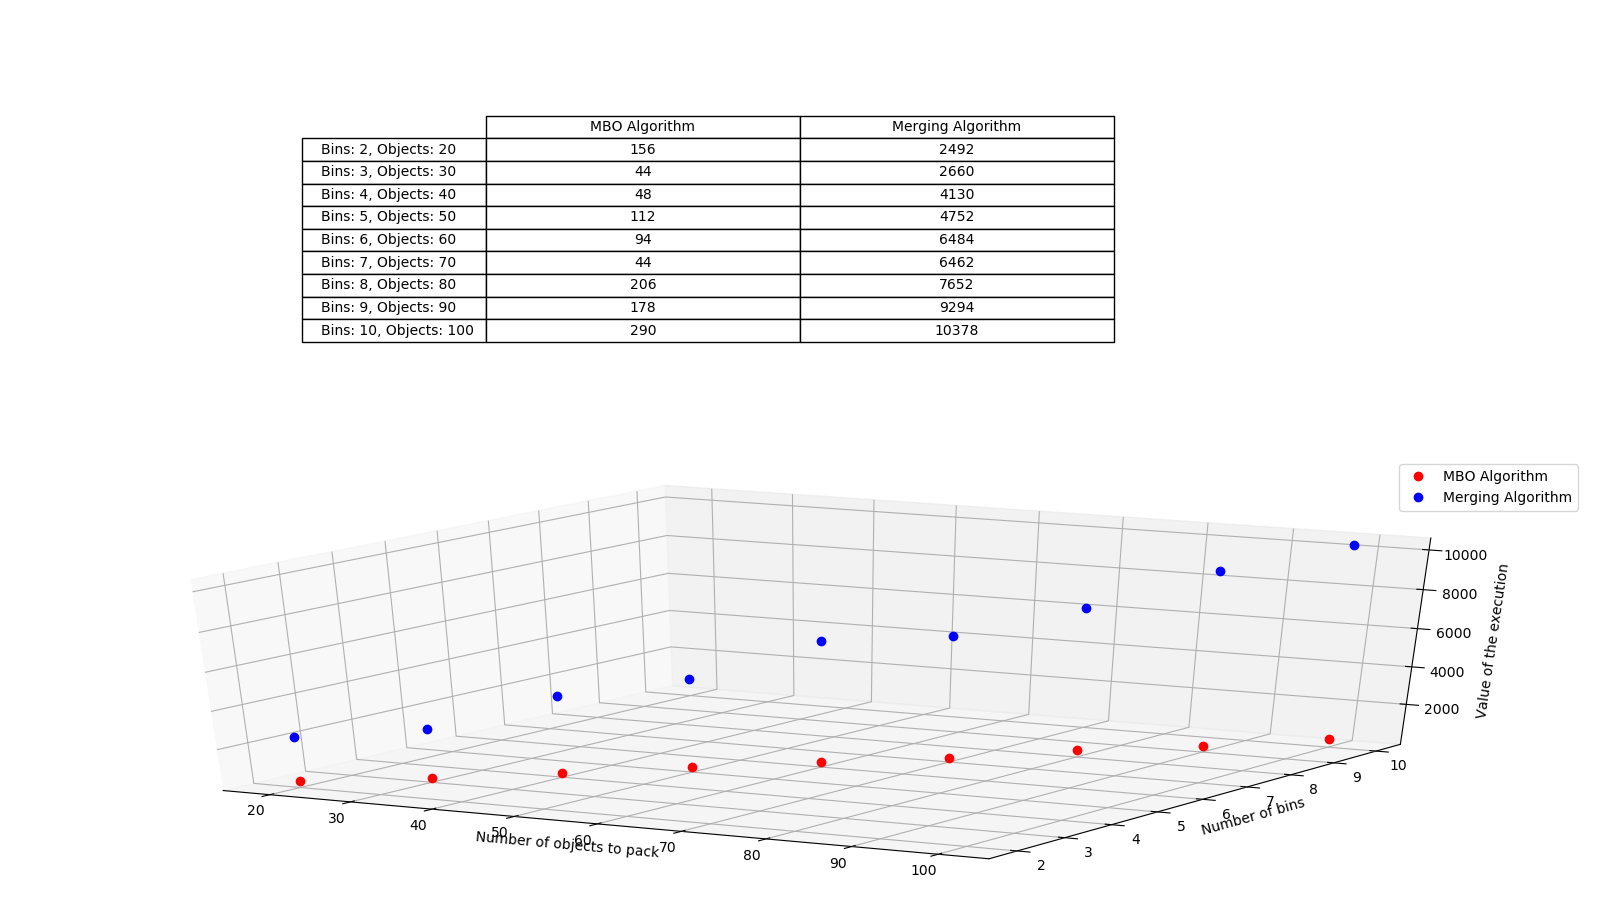 MBO Algorithm Merging Algorithm
Bins: 2, Objects: 20 156 2492
Bins: 3, Objects: 30 44 2660
Bins: 4, Objects: 40 48 4130
Bins: 5, Objects: 50 112 4752
Bins: 6, Objects: 60 94 6484
Bins: 7, Objects: 70 44 6462
Bins: 8, Objects: 80 206 7652
Bins: 9, Objects: 90 178 9294
Bins: 10, Objects: 100 290 10378
MBO Algorithm
Merging Algorithm
10000
8000
6000
4000
2000
Value of the execution
20 30 40 50 60 70 80 90 100
Number of objects to pack
2 3 4 5 6 7 8 9 10
Number of bins